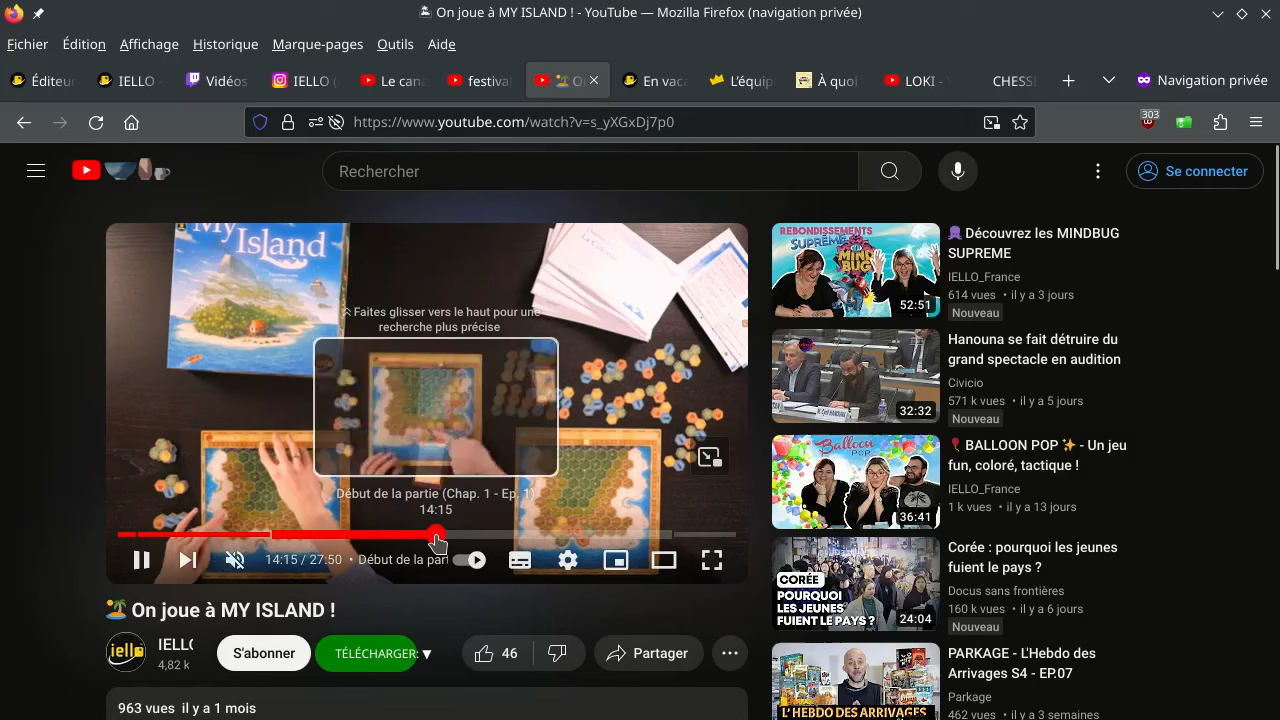 On joue à MY ISLAND ! - YouTube — Mozilla Firefox (navigation privée)
Fichier Édition Affichage Historique Marque-pages Outils Aide
Éditeur IELLO - Vidéos IELLO ( Le cana festiva En vaca L'équip À quoi LOKI - CHESS Navigation privée
https://www.youtube.com/watch?v=s_yXGxDj7p0
303
Rechercher
Se connecter
My Island
Faites glisser vers le haut pour une
recherche plus précise
Début de la partie (Chap. 1 - Ep. 1)
14:15
14:15 / 27:50 • Début de la part
On joue à MY ISLAND !
iello
IELLO
4,82 k
S'abonner
TÉLÉCHARGER: ▼
46
Partager
963 vues il y a 1 mois
REBONDISSEMENTS
SUPRÊME
MIND
BUG
52:51
Découvrez les MINDBUG
SUPREME
IELLO_France
614 vues • il y a 3 jours
Nouveau
32:32
Hanouna se fait détruire du
grand spectacle en audition
Civicio
571 k vues • il y a 5 jours
Nouveau
Balloon
POP
36:41
BALLOON POP ✨ - Un jeu
fun, coloré, tactique !
IELLO_France
1 k vues • il y a 13 jours
CORÉE
POURQUOI
LES JEUNES
FUIENT LE PAYS ?
24:04
Corée : pourquoi les jeunes
fuient le pays ?
Docus sans frontières
160 k vues • il y a 6 jours
Nouveau
L'HEBDO DES ARRIVAGES
PARKAGE - L'Hebdo des
Arrivages S4 - EP.07
Parkage
462 vues • il y a 3 semaines